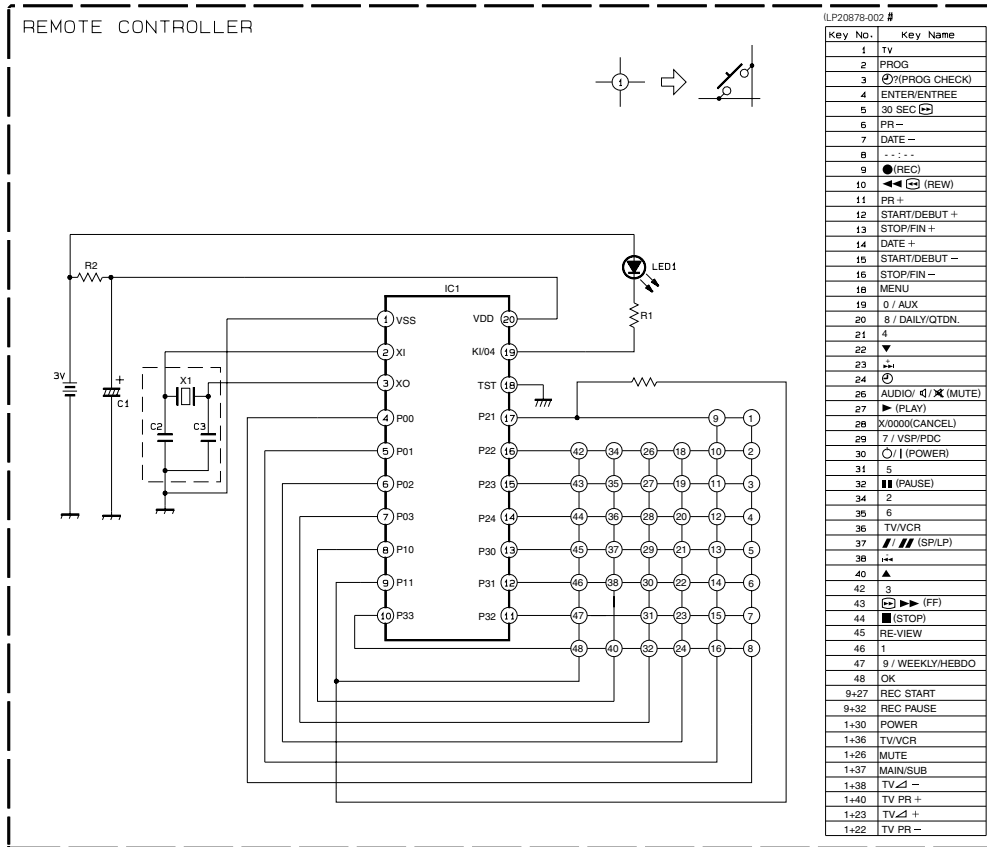 REMOTE CONTROLLER
(LP20878-002 #
Key No. Key Name
1 TV
2 PROG
3 ?(PROG CHECK)
4 ENTER/ENTREE
5 30 SEC
6 PR –
7 DATE –
8 - - : - -
9 (REC)
10 (REW)
11 PR +
12 START/DEBUT +
13 STOP/FIN +
14 DATE +
15 START/DEBUT –
16 STOP/FIN –
18 MENU
19 0 / AUX
20 8 / DAILY/QTDN.
21 4
22 ▼
23
24
26 AUDIO/ / (MUTE)
27 ► (PLAY)
28 X/0000(CANCEL)
29 7 / VSP/PDC
30 / | (POWER)
31 5
32 (PAUSE)
34 2
35 6
36 TV/VCR
37 / (SP/LP)
38
40 ▲
42 3
43 ►► (FF)
44 ■ (STOP)
45 RE-VIEW
46 1
47 9 / WEEKLY/HEBDO
48 OK
9+27 REC START
9+32 REC PAUSE
1+30 POWER
1+36 TV/VCR
1+26 MUTE
1+37 MAIN/SUB
1+38 TV –
1+40 TV PR +
1+23 TV +
1+22 TV PR –
1
R2
LED1
IC1
R1
3V
+
C1
X1
C2 C3
1 VSS VDD 20
2 XI KI/04 19
3 XO TST 18
4 P00 P21 17 9 1
5 P01 P22 16 42 34 26 18 10 2
6 P02 P23 15 43 35 27 19 11 3
7 P03 P24 14 44 36 28 20 12 4
8 P10 P30 13 45 37 29 21 13 5
9 P11 P31 12 46 38 30 22 14 6
10 P33 P32 11 47 31 23 15 7
48 40 32 24 16 8